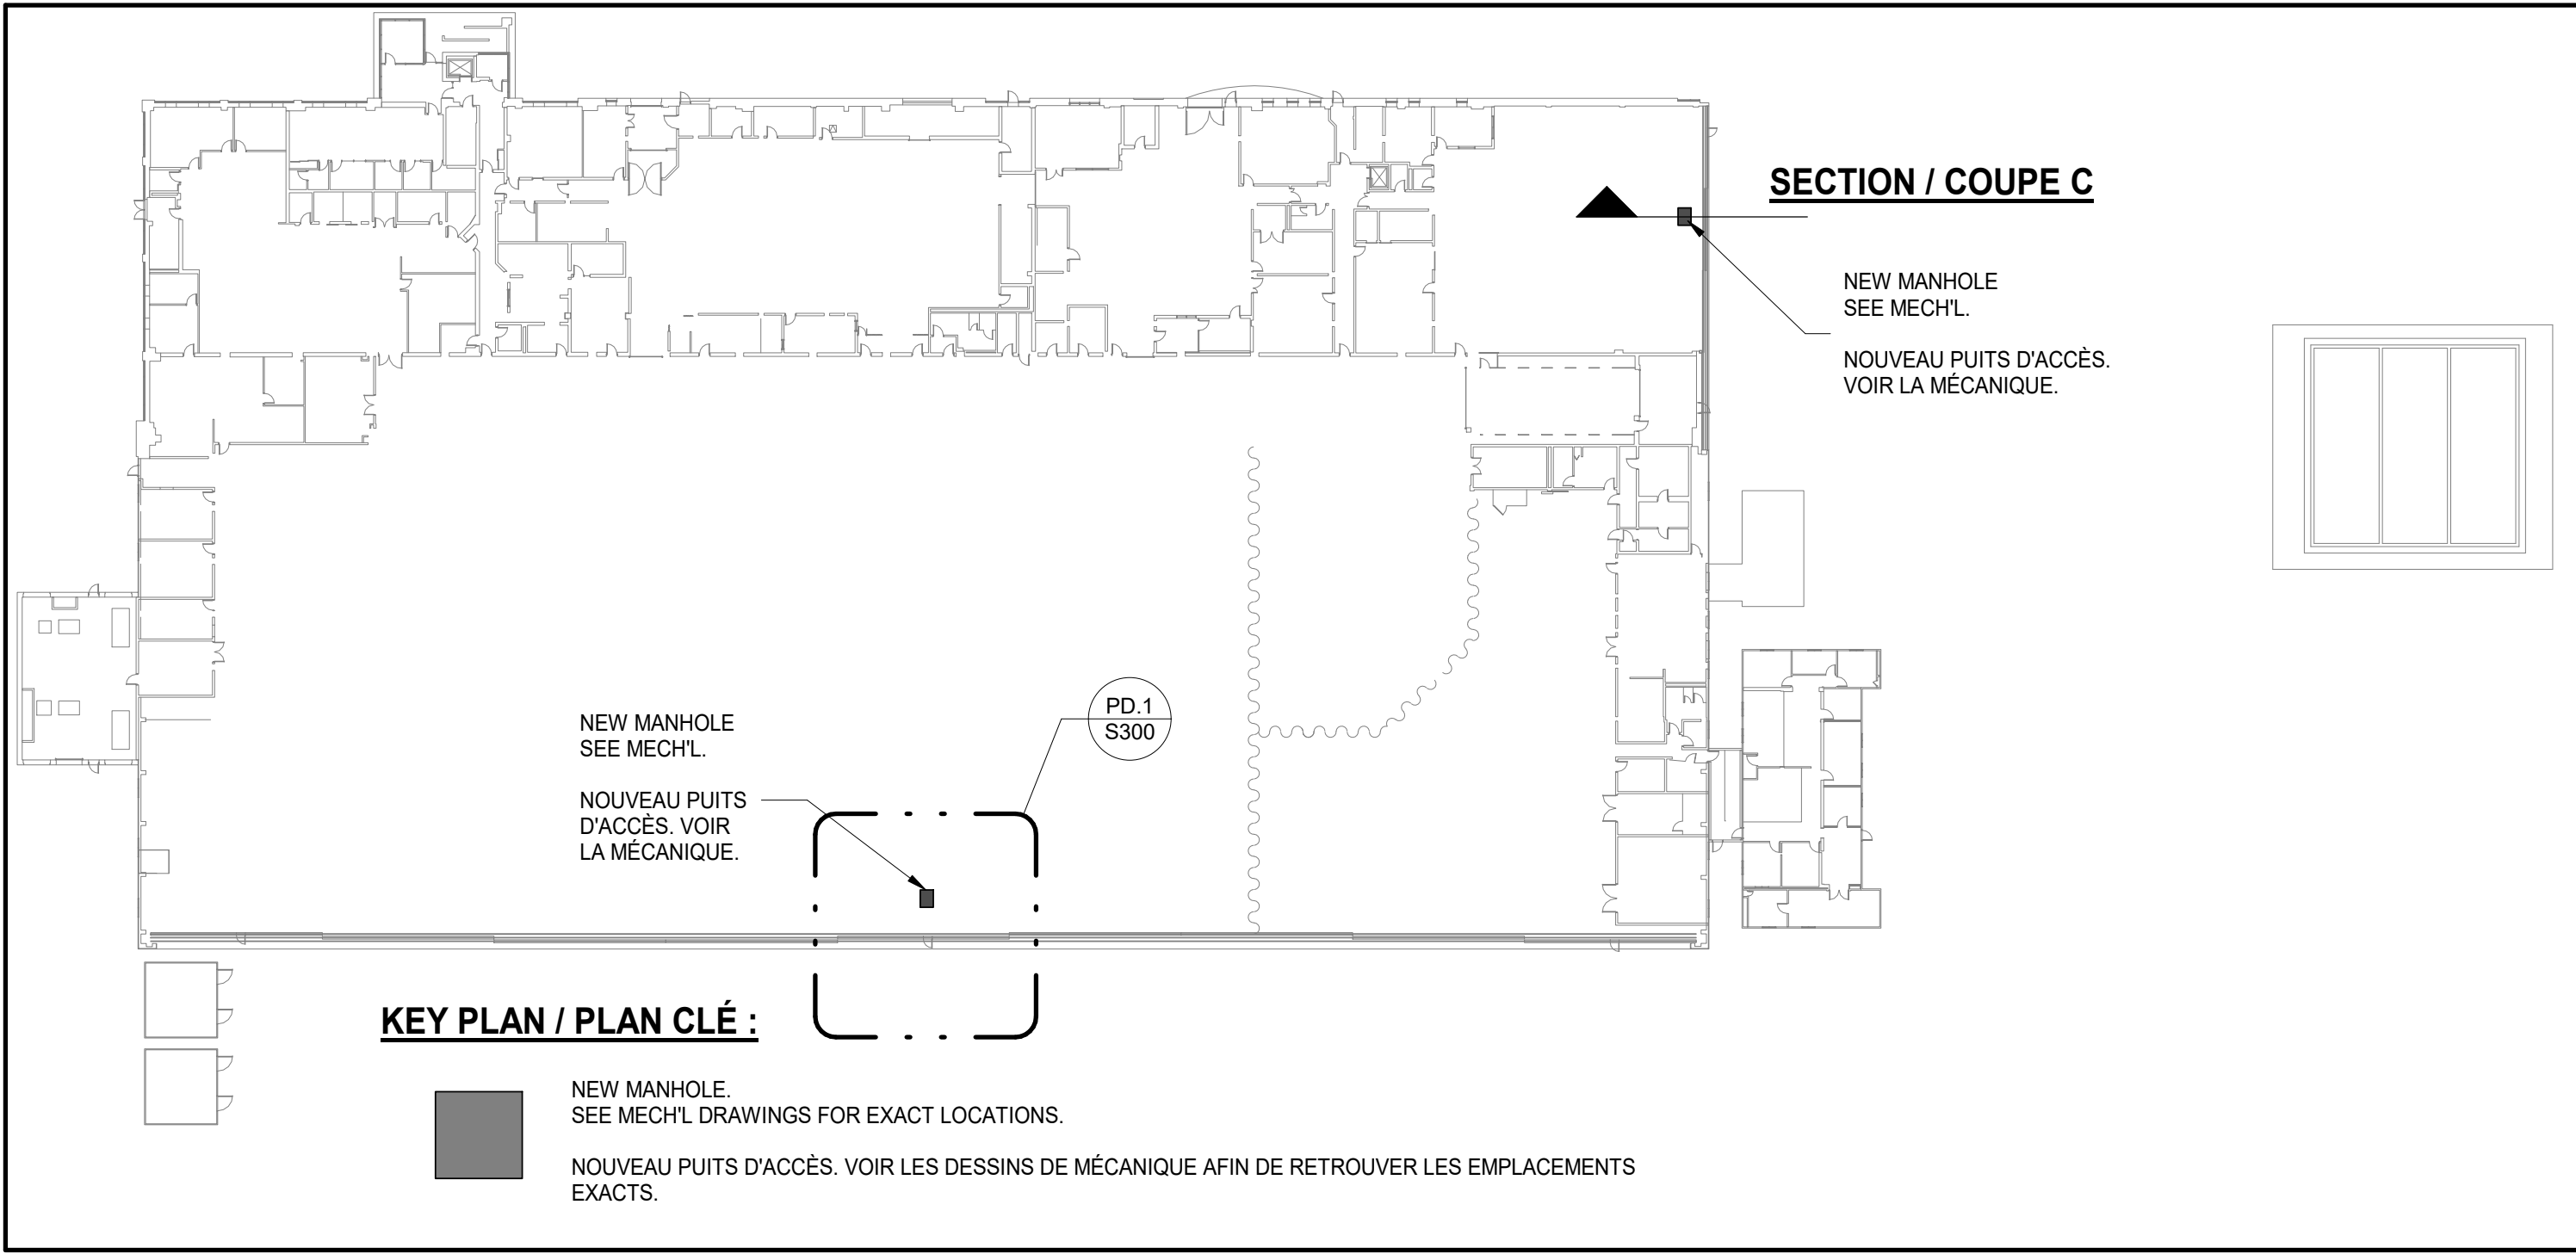 SECTION / COUPE C
NEW MANHOLE
SEE MECH'L.
NOUVEAU PUITS D'ACCÈS.
VOIR LA MÉCANIQUE.
PD.1
S300
NEW MANHOLE
SEE MECH'L.
NOUVEAU PUITS
D'ACCÈS. VOIR
LA MÉCANIQUE.
KEY PLAN / PLAN CLÉ :
NEW MANHOLE.
SEE MECH'L DRAWINGS FOR EXACT LOCATIONS.
NOUVEAU PUITS D'ACCÈS. VOIR LES DESSINS DE MÉCANIQUE AFIN DE RETROUVER LES EMPLACEMENTS
EXACTS.